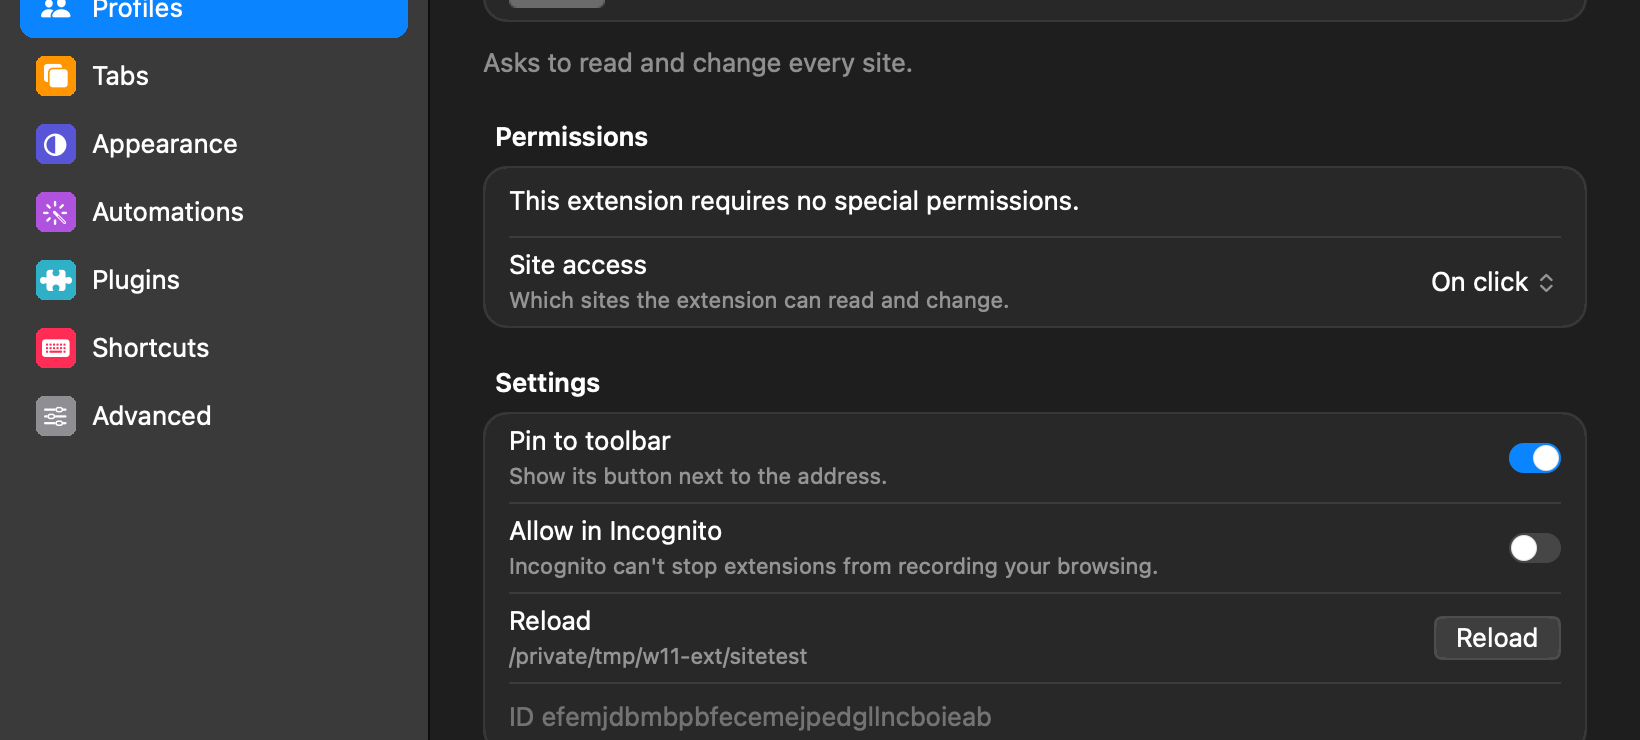 Profiles
Tabs
Appearance
Automations
Plugins
Shortcuts
Advanced
Asks to read and change every site.
Permissions
This extension requires no special permissions.
Site access
Which sites the extension can read and change.
On click
Settings
Pin to toolbar
Show its button next to the address.
Allow in Incognito
Incognito can't stop extensions from recording your browsing.
Reload
/private/tmp/w11-ext/sitetest
Reload
ID efemjdbmbpbfecemejpedgllncboieab